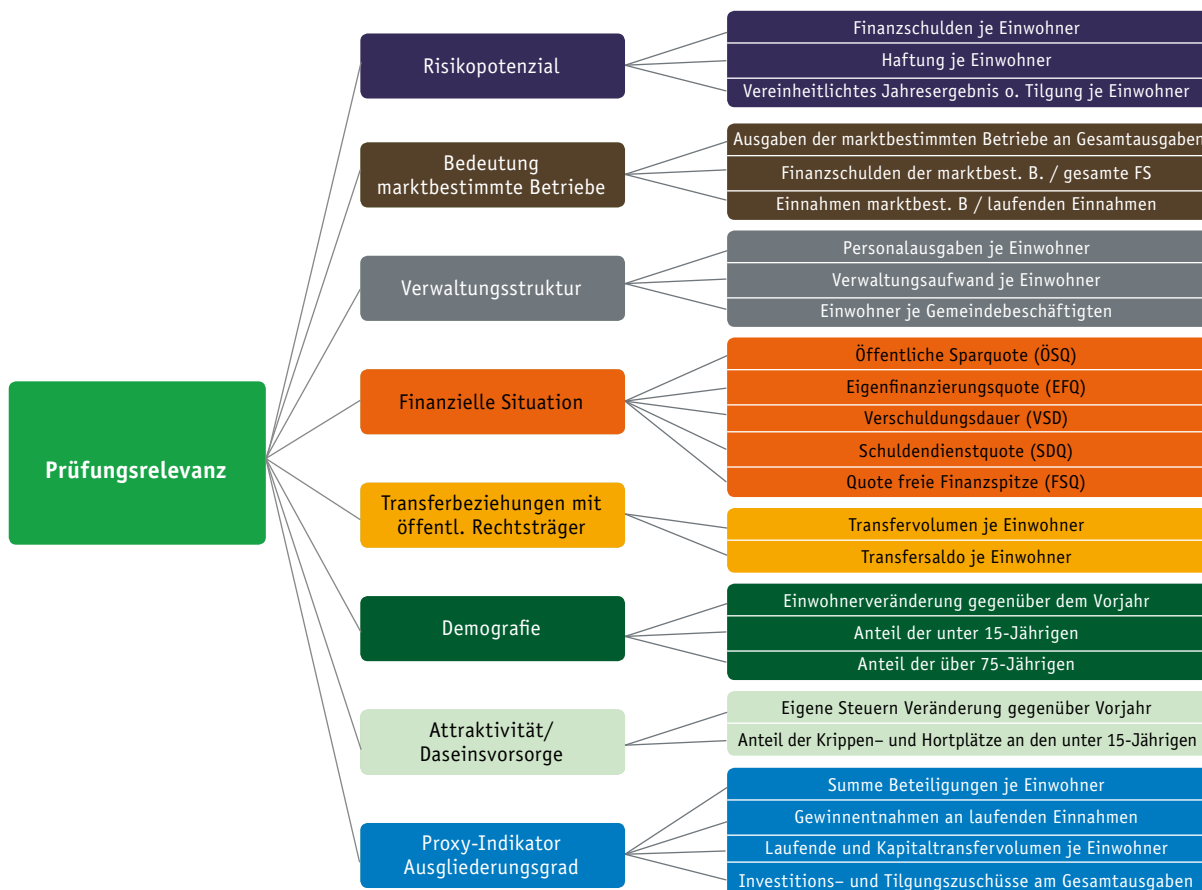 Prüfungsrelevanz
Risikopotenzial
Finanzschulden je Einwohner
Haftung je Einwohner
Vereinheitlichtes Jahresergebnis o. Tilgung je Einwohner
Bedeutung
marktbestimmte Betriebe
Ausgaben der marktbestimmten Betriebe an Gesamtausgaben
Finanzschulden der marktbest. B. / gesamte FS
Einnahmen marktbest. B / laufenden Einnahmen
Verwaltungsstruktur
Personalausgaben je Einwohner
Verwaltungsaufwand je Einwohner
Einwohner je Gemeindebeschäftigten
Finanzielle Situation
Öffentliche Sparquote (ÖSQ)
Eigenfinanzierungsquote (EFQ)
Verschuldungsdauer (VSD)
Schuldendienstquote (SDQ)
Quote freie Finanzspitze (FSQ)
Transferbeziehungen mit
öffentl. Rechtsträger
Transfervolumen je Einwohner
Transfersaldo je Einwohner
Demografie
Einwohnerveränderung gegenüber dem Vorjahr
Anteil der unter 15-Jährigen
Anteil der über 75-Jährigen
Attraktivität/
Daseinsvorsorge
Eigene Steuern Veränderung gegenüber Vorjahr
Anteil der Krippen– und Hortplätze an den unter 15-Jährigen
Proxy-Indikator
Ausgliederungsgrad
Summe Beteiligungen je Einwohner
Gewinnentnahmen an laufenden Einnahmen
Laufende und Kapitaltransfervolumen je Einwohner
Investitions– und Tilgungszuschüsse am Gesamtausgaben